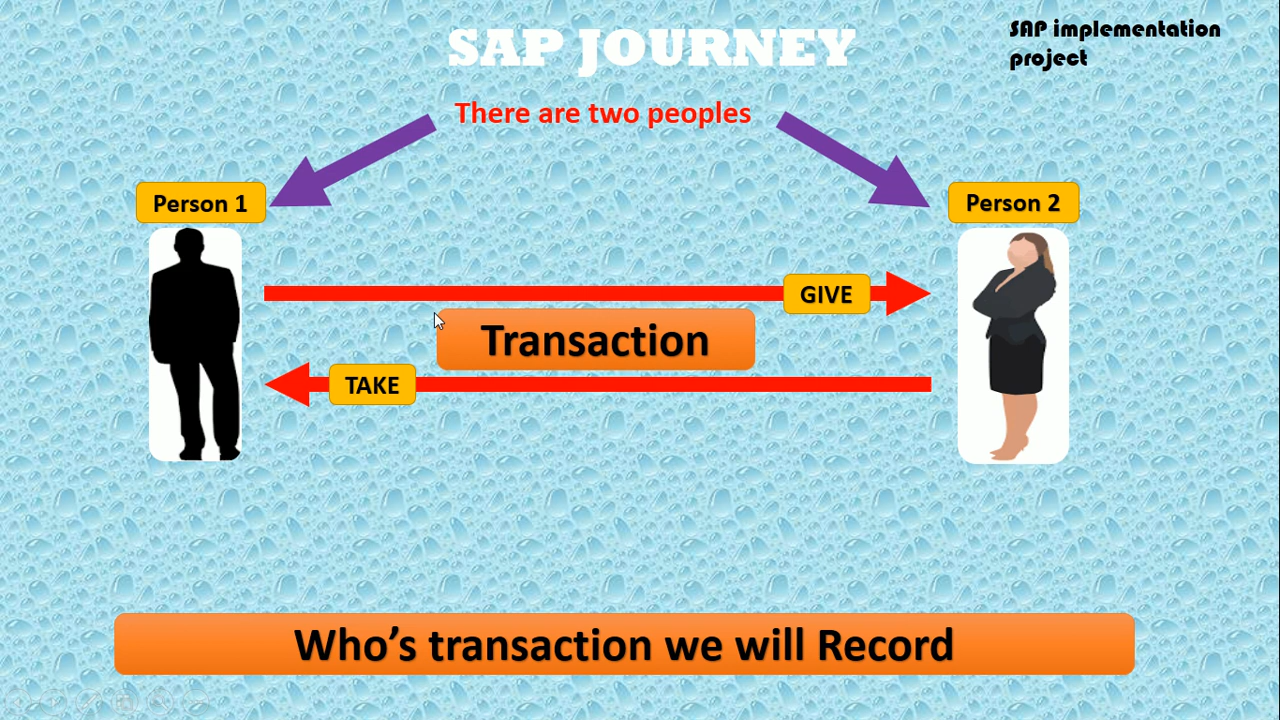 SAP JOURNEY
SAP implementation
project
There are two peoples
Person 1
Person 2
GIVE
Transaction
TAKE
Who’s transaction we will Record